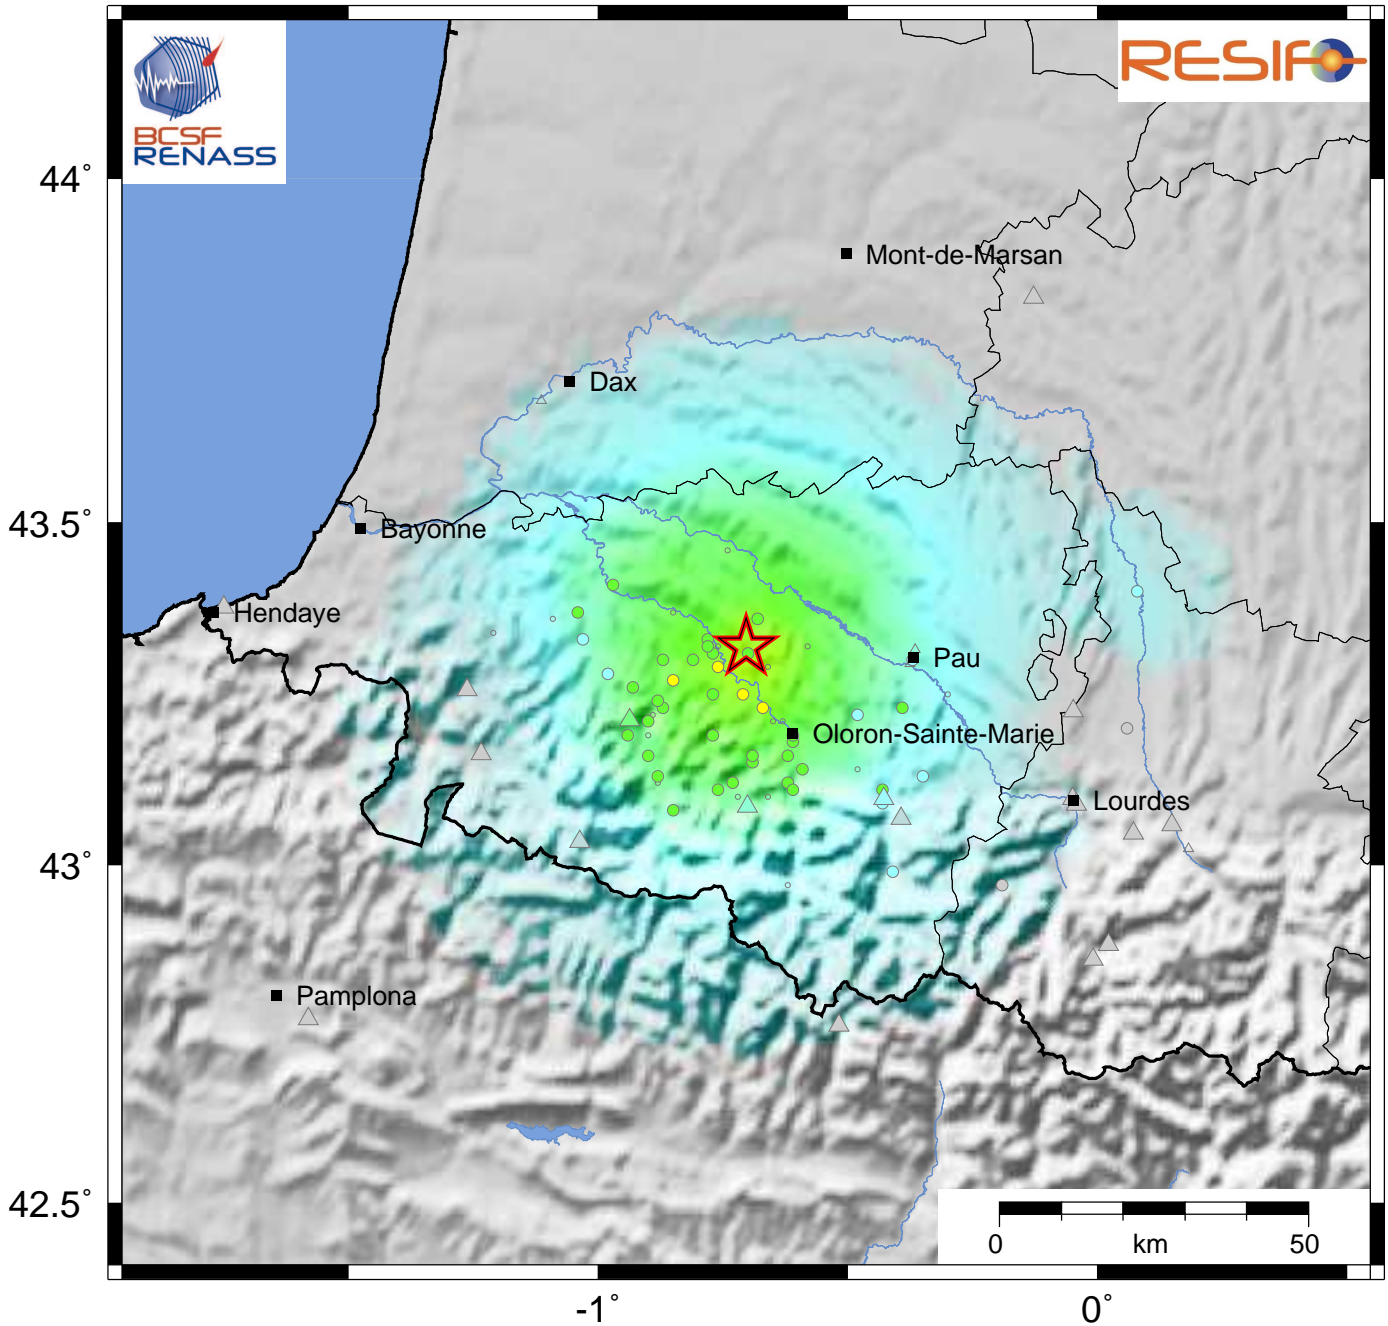 BCSF
RENASS
RESIF
44°
Mont-de-Marsan
Dax
43.5°
Bayonne
Hendaye
Pau
Oloron-Sainte-Marie
Lourdes
43°
Pamplona
42.5°
0 km 50
-1° 0°